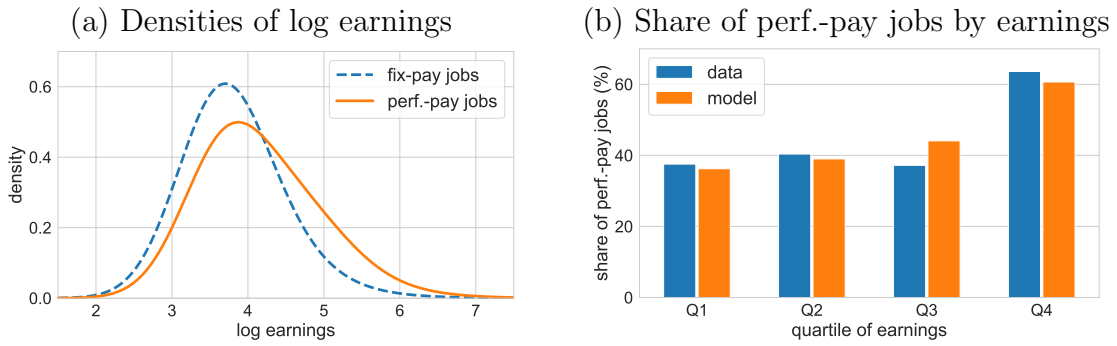 (a) Densities of log earnings
density
0.6
0.4
0.2
0.0
fix-pay jobs
perf.-pay jobs
2 3 4 5 6 7
log earnings
(b) Share of perf.-pay jobs by earnings
share of perf.-pay jobs (%)
60
40
20
0
data
model
Q1 Q2 Q3 Q4
quartile of earnings